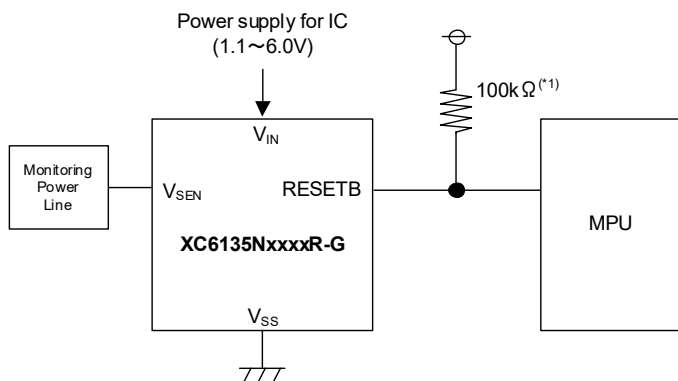 Power supply for IC
(1.1～6.0V)
100kΩ(*1)
VIN
Monitoring
Power
Line
VSEN
RESETB
MPU
XC6135NxxxxR-G
VSS